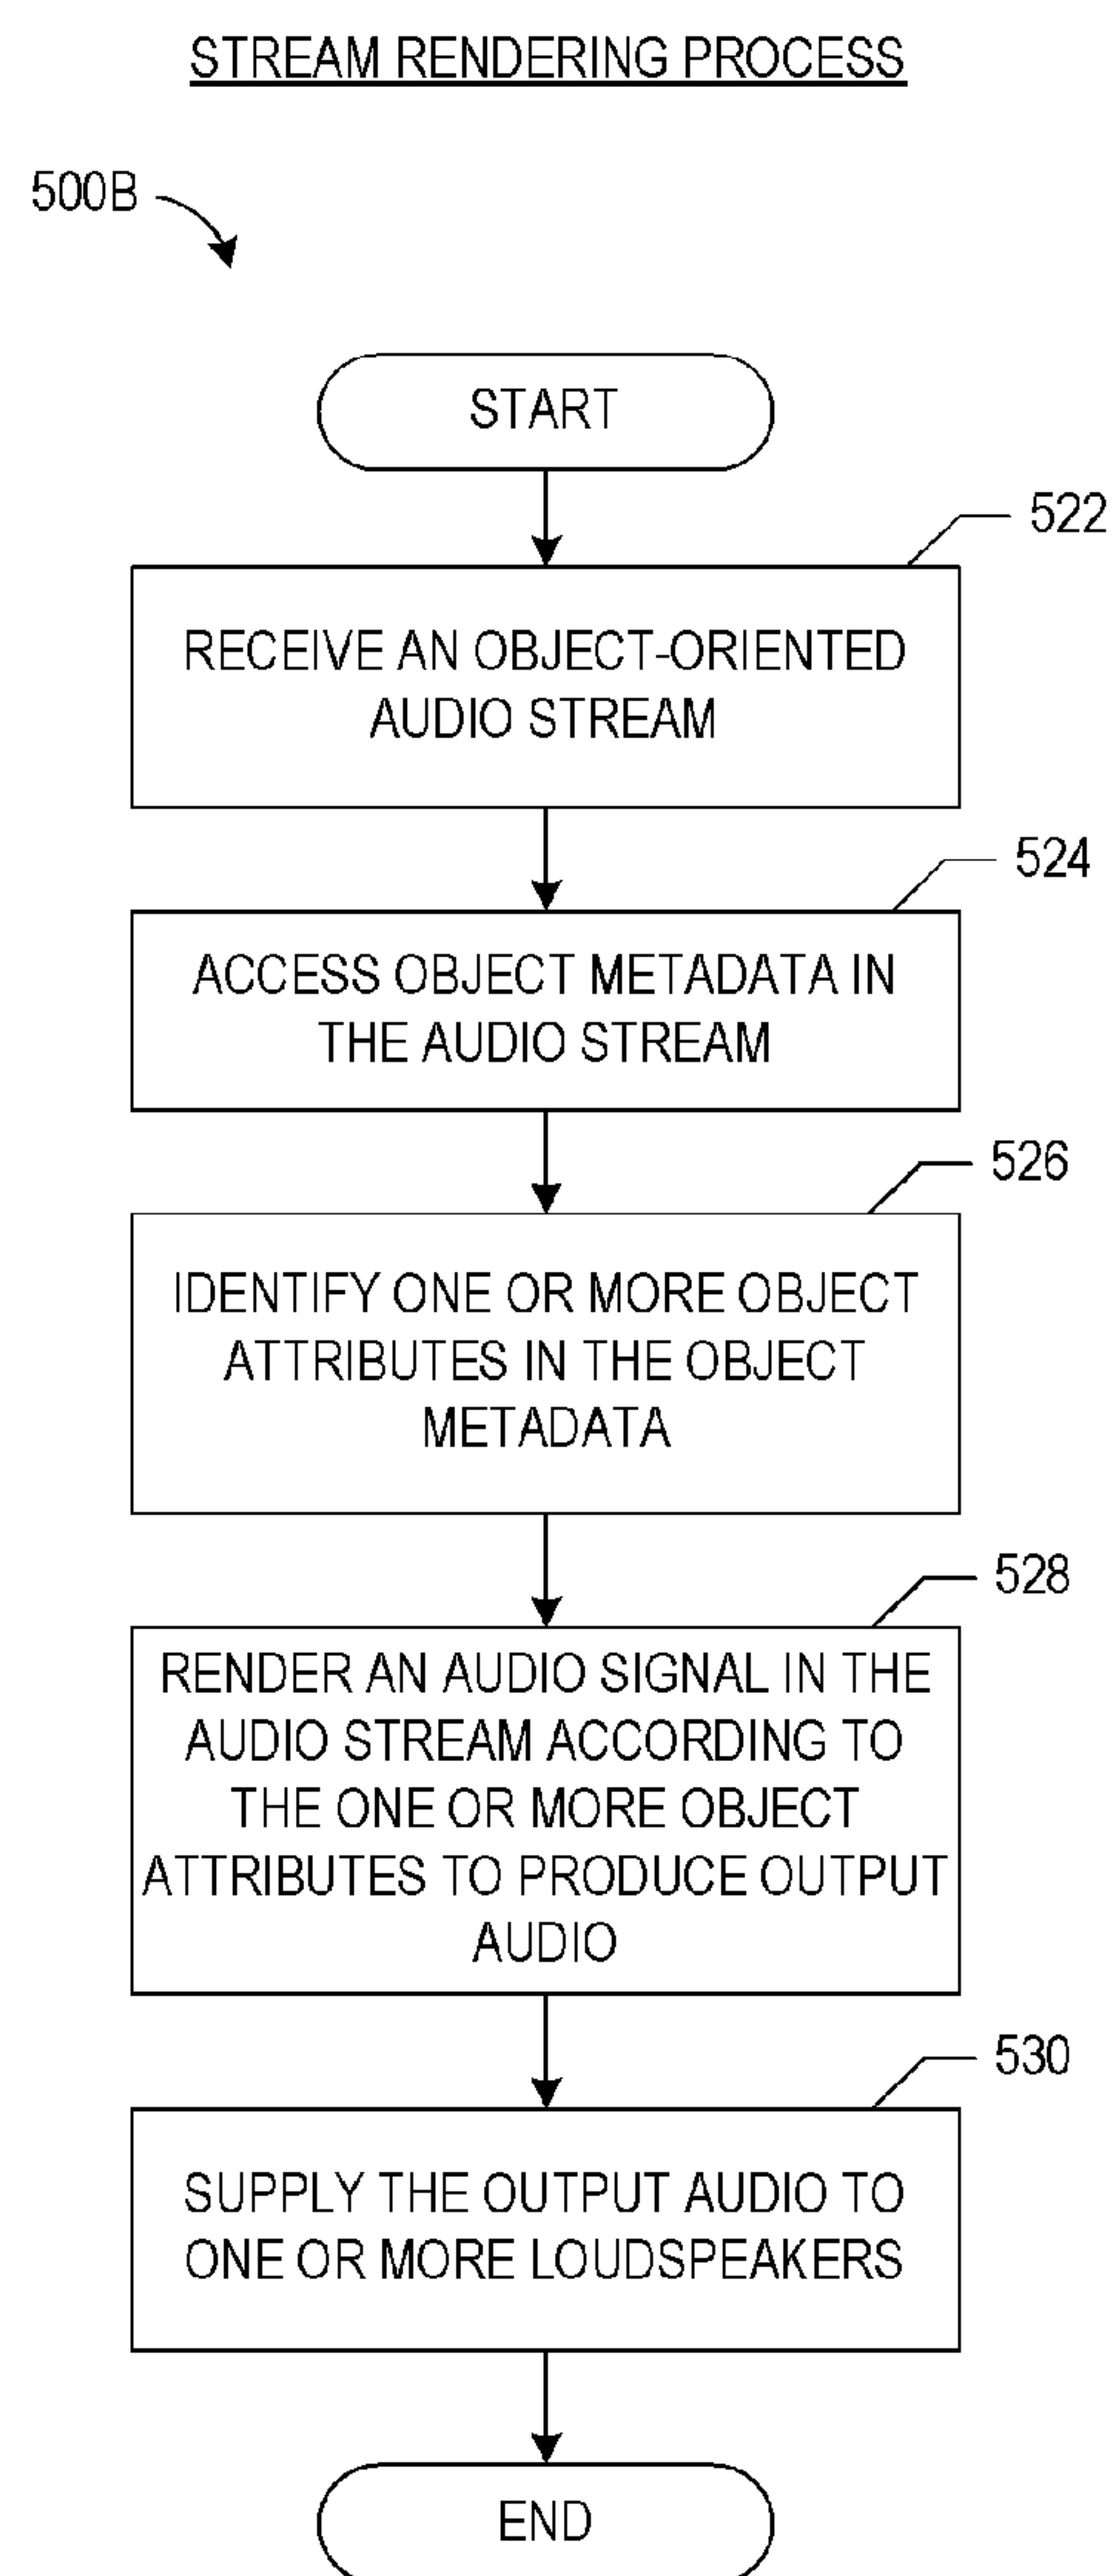 STREAM RENDERING PROCESS
500B
START
522
RECEIVE AN OBJECT-ORIENTED
AUDIO STREAM
524
ACCESS OBJECT METADATA IN
THE AUDIO STREAM
526
IDENTIFY ONE OR MORE OBJECT
ATTRIBUTES IN THE OBJECT
METADATA
528
RENDER AN AUDIO SIGNAL IN THE
AUDIO STREAM ACCORDING TO
THE ONE OR MORE OBJECT
ATTRIBUTES TO PRODUCE OUTPUT
AUDIO
530
SUPPLY THE OUTPUT AUDIO TO
ONE OR MORE LOUDSPEAKERS
END